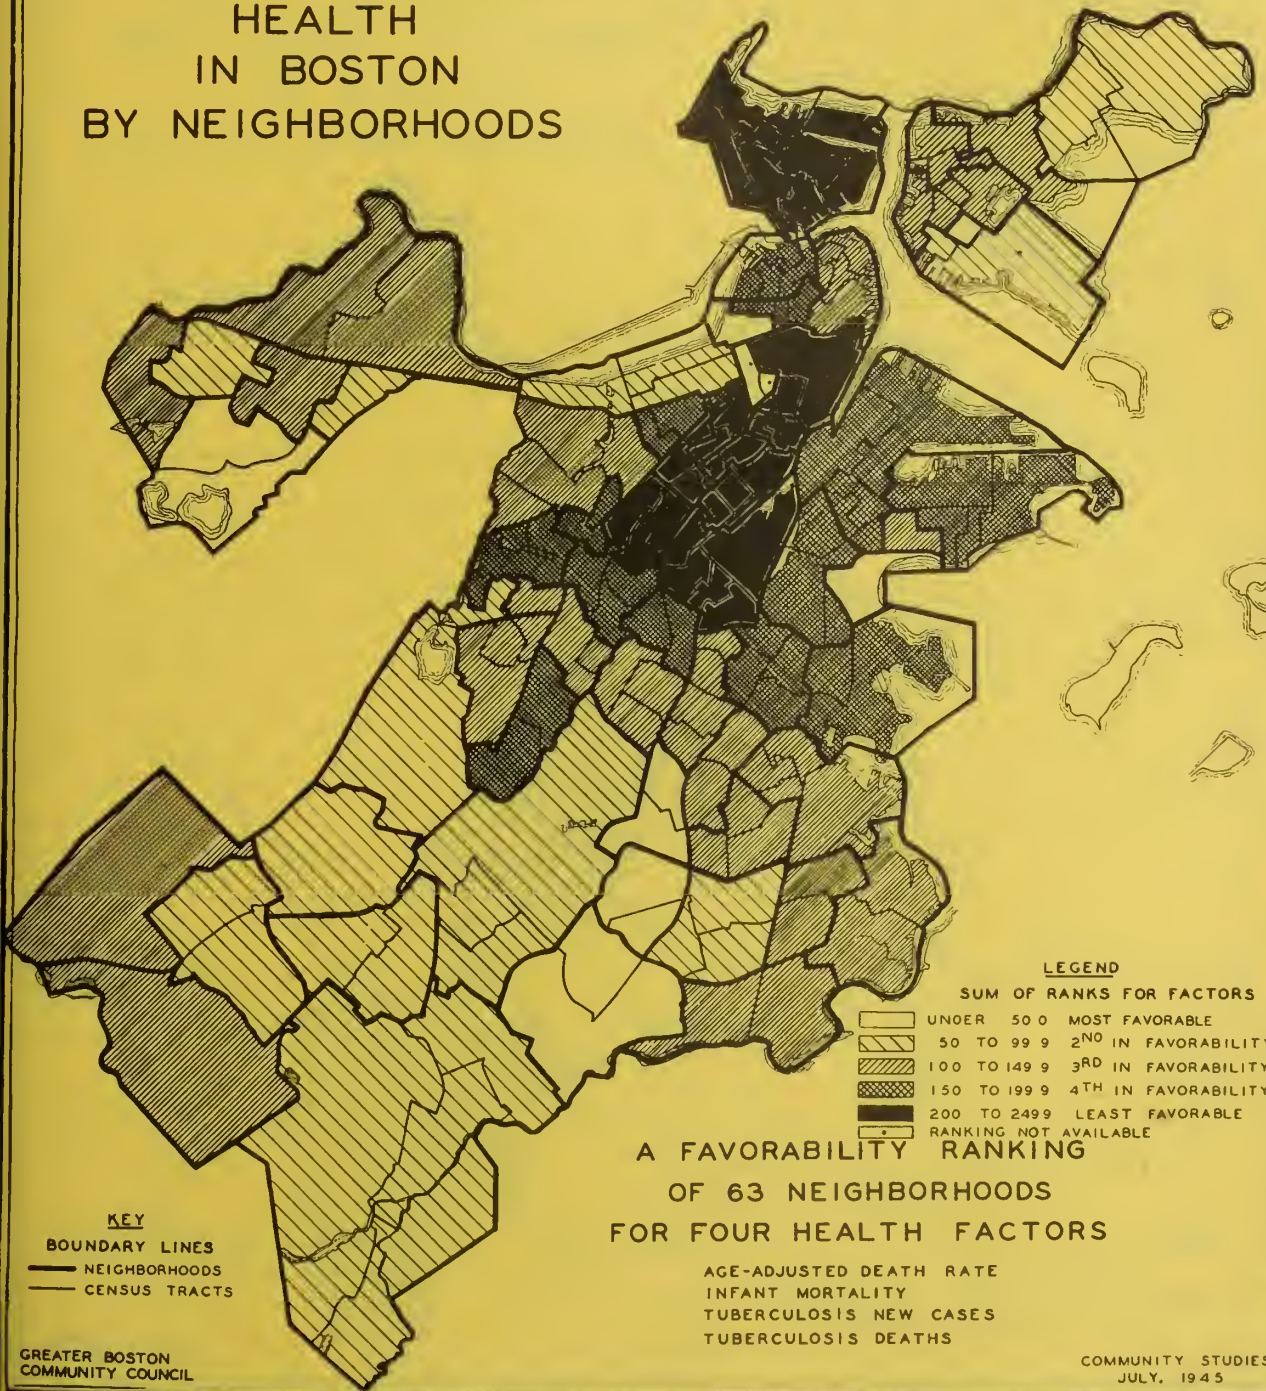 HEALTH
IN BOSTON
BY NEIGHBORHOODS
LEGEND
SUM OF RANKS FOR FACTORS
UNDER 50 0 MOST FAVORABLE
50 TO 99 9 2ND IN FAVORABILITY
100 TO 149 9 3RD IN FAVORABILITY
150 TO 199 9 4TH IN FAVORABILITY
200 TO 2499 LEAST FAVORABLE
RANKING NOT AVAILABLE
A FAVORABILITY RANKING
OF 63 NEIGHBORHOODS
FOR FOUR HEALTH FACTORS
AGE-ADJUSTED DEATH RATE
INFANT MORTALITY
TUBERCULOSIS NEW CASES
TUBERCULOSIS DEATHS
KEY
BOUNDARY LINES
NEIGHBORHOODS
CENSUS TRACTS
GREATER BOSTON
COMMUNITY COUNCIL
COMMUNITY STUDIES
JULY, 1945